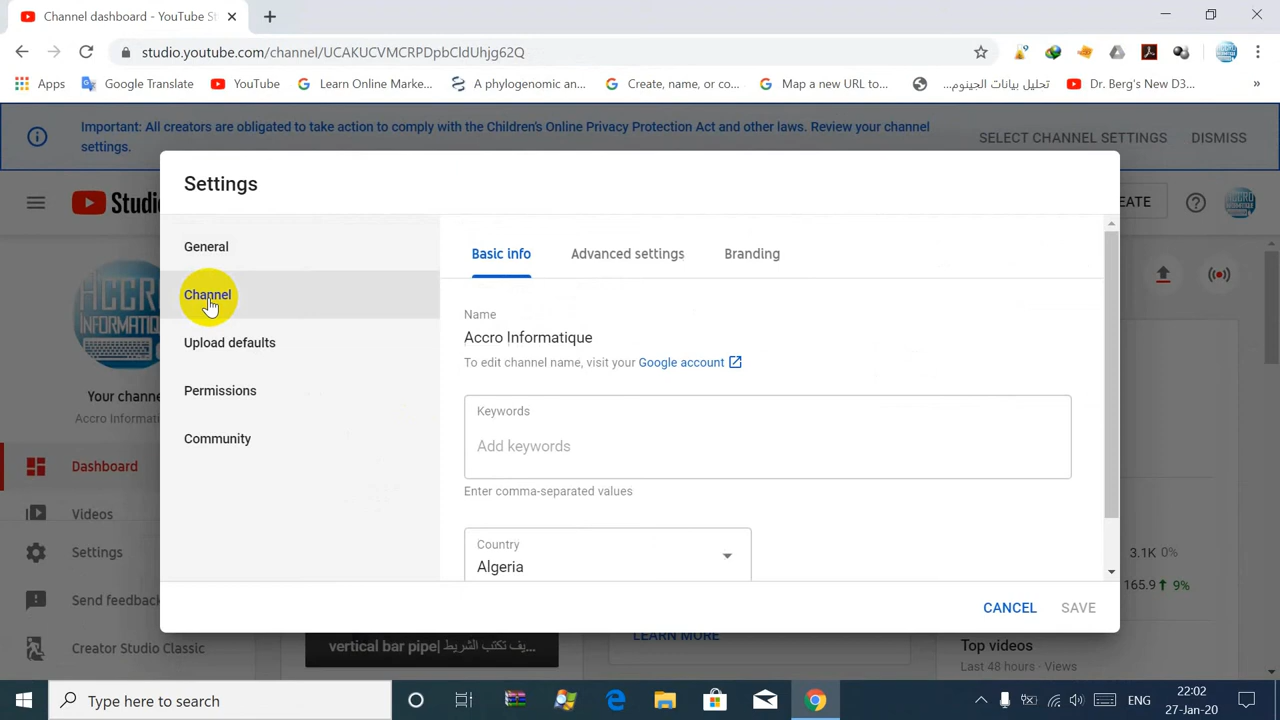 Channel dashboard - YouTube St
studio.youtube.com/channel/UCAKUCVMCRPDpbCldUhjg62Q
Apps
Google Translate
YouTube
Learn Online Marke...
A phylogenomic an...
Create, name, or co...
Map a new URL to...
تحليل بيانات الجينوم...
Dr. Berg's New D3...
»
Important: All creators are obligated to take action to comply with the Children's Online Privacy Protection Act and other laws. Review your channel
settings.
SELECT CHANNEL SETTINGS
DISMISS
Studio
EATE
Settings
General
Channel
Upload defaults
Permissions
Community
Basic info
Advanced settings
Branding
Name
Accro Informatique
To edit channel name, visit your Google account
Keywords
Add keywords
Enter comma-separated values
Country
Algeria
CANCEL
SAVE
ACCRO
INFORMATIQUE
Your channe
Accro Informati
Dashboard
Videos
Settings
Send feedback
Creator Studio Classic
vertical bar pipe| كيف تكتب الشريط...
LEARN MORE
3.1K 0%
165.9 9%
Top videos
Last 48 hours · Views
Type here to search
ENG
22:02
27-Jan-20